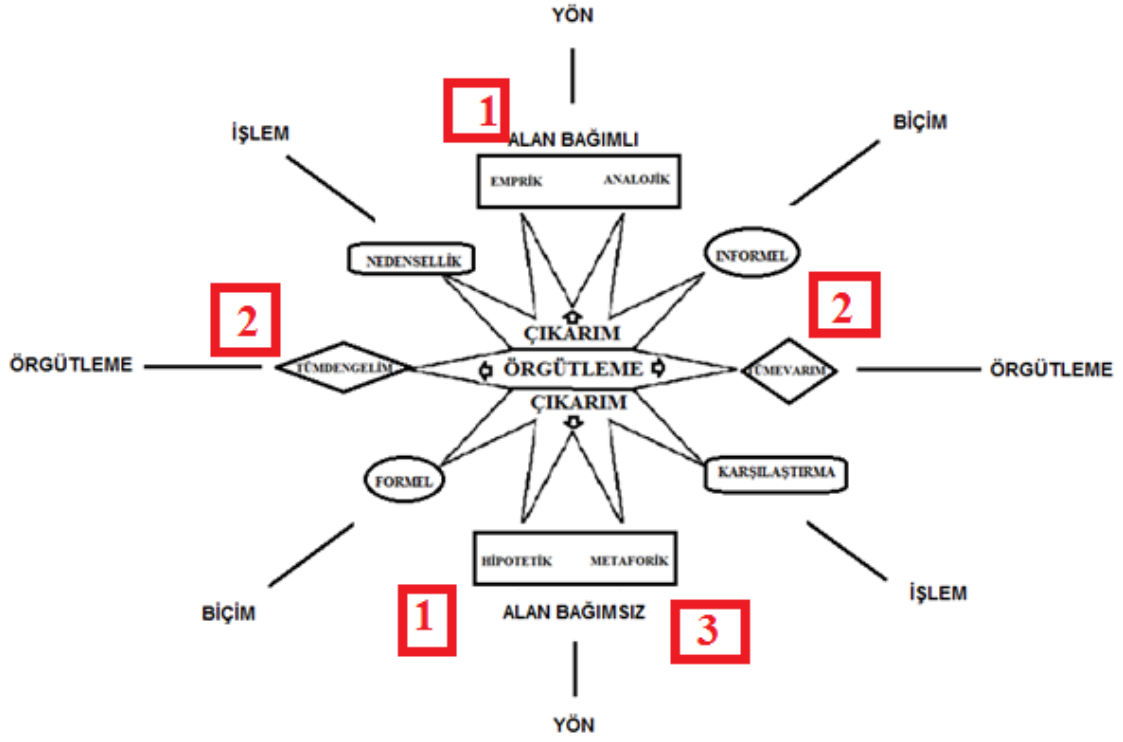 YÖN
1
ALAN BAĞIMLI
İŞLEM
BİÇİM
EMPRİK ANALOJİK
NEDENSELLİK
INFORMEL
2
2
ÇIKARIM
ÖRGÜTLEME
TÜMDENGELİM
ÖRGÜTLEME
TÜMEVARIM
ÖRGÜTLEME
ÇIKARIM
FORMEL
KARŞILAŞTIRMA
HİPOTETİK METAFORİK
BİÇİM
1
ALAN BAĞIMSIZ
3
İŞLEM
YÖN